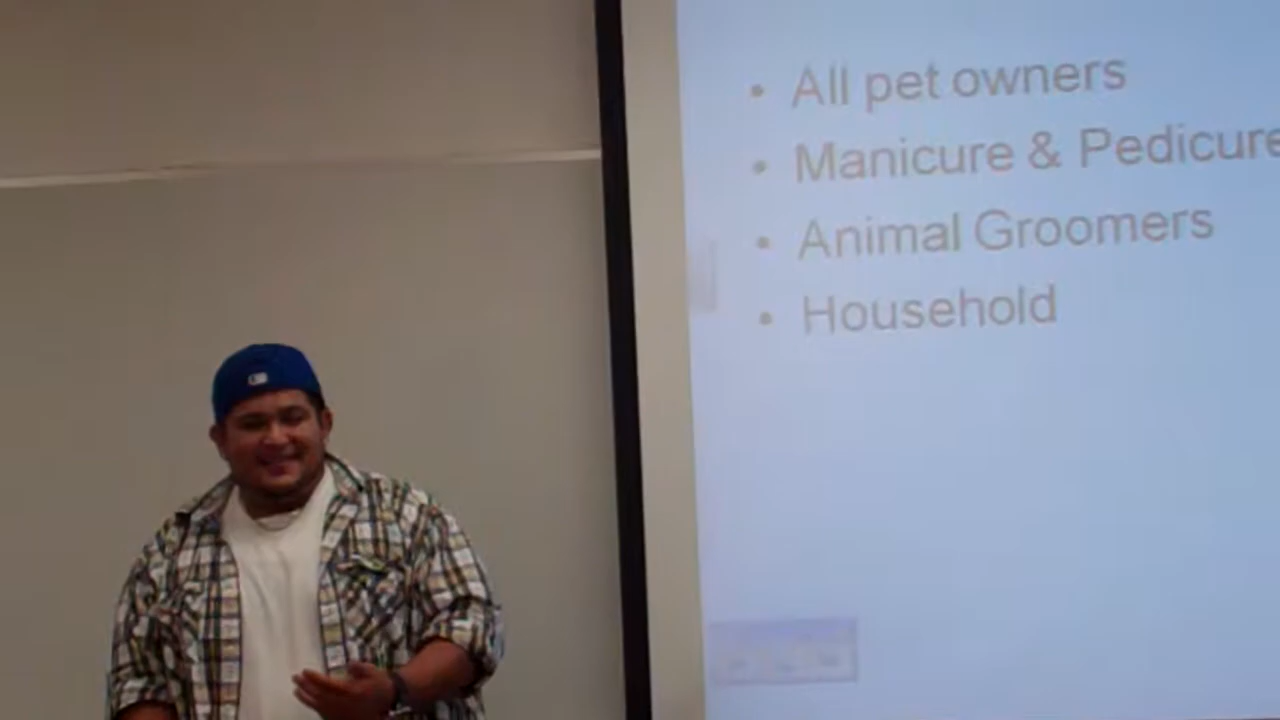 • All pet owners
• Manicure & Pedicure
• Animal Groomers
• Household